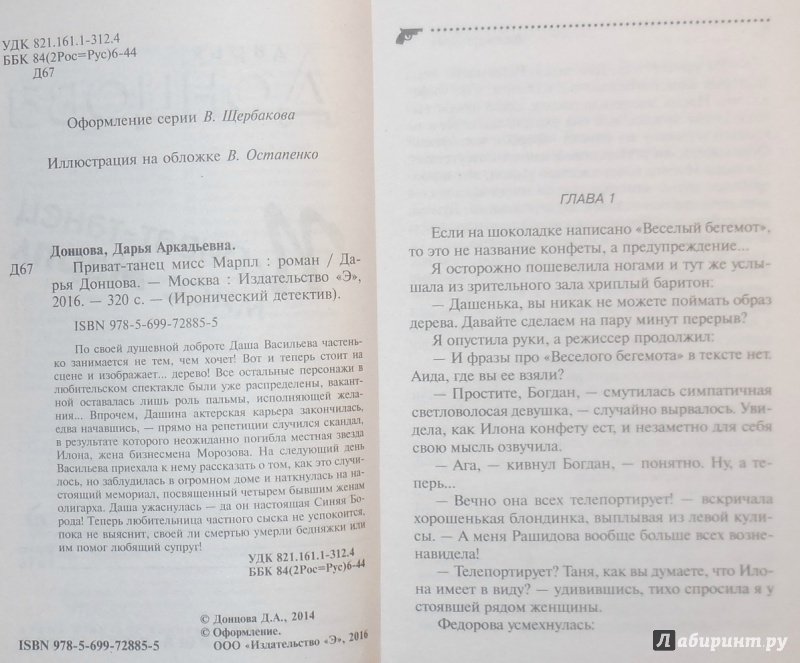 УДК 821.161.1-312.4
ББК 84(2Рос=Рус)6-44
Д67
Оформление серии В. Щербакова
Иллюстрация на обложке В. Остапенко
Донцова, Дарья Аркадьевна.
Д67 Приват-танец мисс Марпл : роман / Да-
рья Донцова. — Москва : Издательство «Э»,
2016. — 320 с. — (Иронический детектив).
ISBN 978-5-699-72885-5
По своей душевной доброте Даша Васильева частень-
ко занимается не тем, чем хочет! Вот и теперь стоит на
сцене и изображает... дерево! Все остальные персонажи в
любительском спектакле были уже распределены, вакант-
ной оставалась лишь роль пальмы, исполняющей жела-
ния... Впрочем, Дашина актерская карьера закончилась,
едва начавшись, — прямо на репетиции случился скандал,
в результате которого неожиданно погибла местная звезда
Илона, жена бизнесмена Морозова. На следующий день
Васильева приехала к нему рассказать о том, как это случи-
лось, но заблудилась в огромном доме и наткнулась на на-
стоящий мемориал, посвященный четырем бывшим женам
олигарха. Даша ужаснулась — да он настоящая Синяя Бо-
рода! Теперь любительница частного сыска не успокоится,
пока не выяснит, своей ли смертью умерли бедняжки или
им помог любящий супруг!
УДК 821.161.1-312.4
ББК 84(2Рос=Рус)6-44
© Донцова Д.А., 2014
© Оформление.
ISBN 978-5-699-72885-5 ООО «Издательство «Э», 2016
ГЛАВА 1
Если на шоколадке написано «Веселый бегемот»,
то это не название конфеты, а предупреждение...
Я осторожно пошевелила ногами и тут же услы-
шала из зрительного зала хриплый баритон:
— Дашенька, вы никак не можете поймать образ
дерева. Давайте сделаем на пару минут перерыв?
Я опустила руки, а режиссер продолжил:
— И фразы про «Веселого бегемота» в тексте нет.
Аида, где вы ее взяли?
— Простите, Богдан, — смутилась симпатичная
светловолосая девушка, — случайно вырвалось. Уви-
дела, как Илона конфету ест, и незаметно для себя
свою мысль озвучила.
— Ага, — кивнул Богдан, — понятно. Ну, а те-
перь...
— Вечно она всех телепортирует! — вскричала
хорошенькая блондинка, выплывая из левой кули-
сы. — А меня Рашидова вообще больше всех возне-
навидела!
— Телепортирует? Таня, как вы думаете, что Ило-
на имеет в виду? — удивившись, тихо спросила я у
стоявшей рядом женщины.
Федорова усмехнулась:
Лабиринт.ру